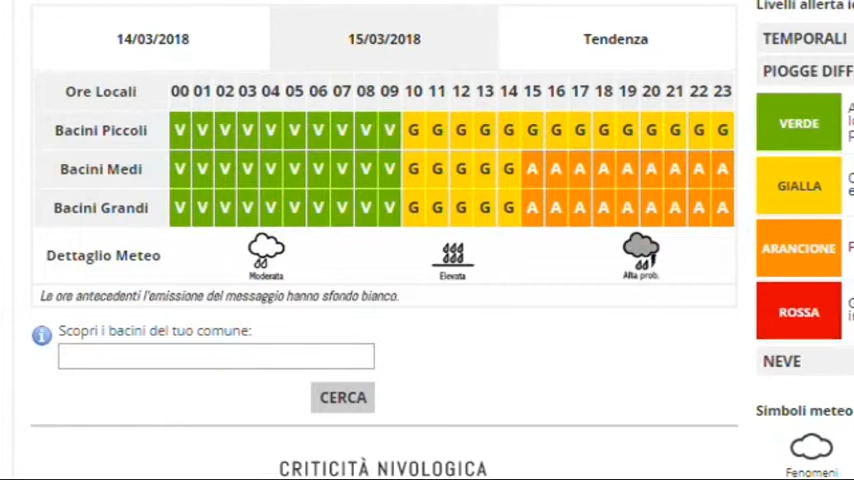 Livelli allerta
14/03/2018 15/03/2018 Tendenza
TEMPORALI
PIOGGE DIFF
Ore Locali 00 01 02 03 04 05 06 07 08 09 10 11 12 13 14 15 16 17 18 19 20 21 22 23
Bacini Piccoli V V V V V V V V V V G G G G G G G G G G G G G G
VERDE
Bacini Medi V V V V V V V V V V G G G G G A A A A A A A A A
GIALLA
Bacini Grandi V V V V V V V V V V G G G G G A A A A A A A A A
ARANCIONE
Dettaglio Meteo Moderata Elevata Alta prob.
Le ore antecedenti l'emissione del messaggio hanno sfondo bianco.
ROSSA
Scopri i bacini del tuo comune:
NEVE
CERCA
Simboli meteo
CRITICITÀ NIVOLOGICA
Fenomeni